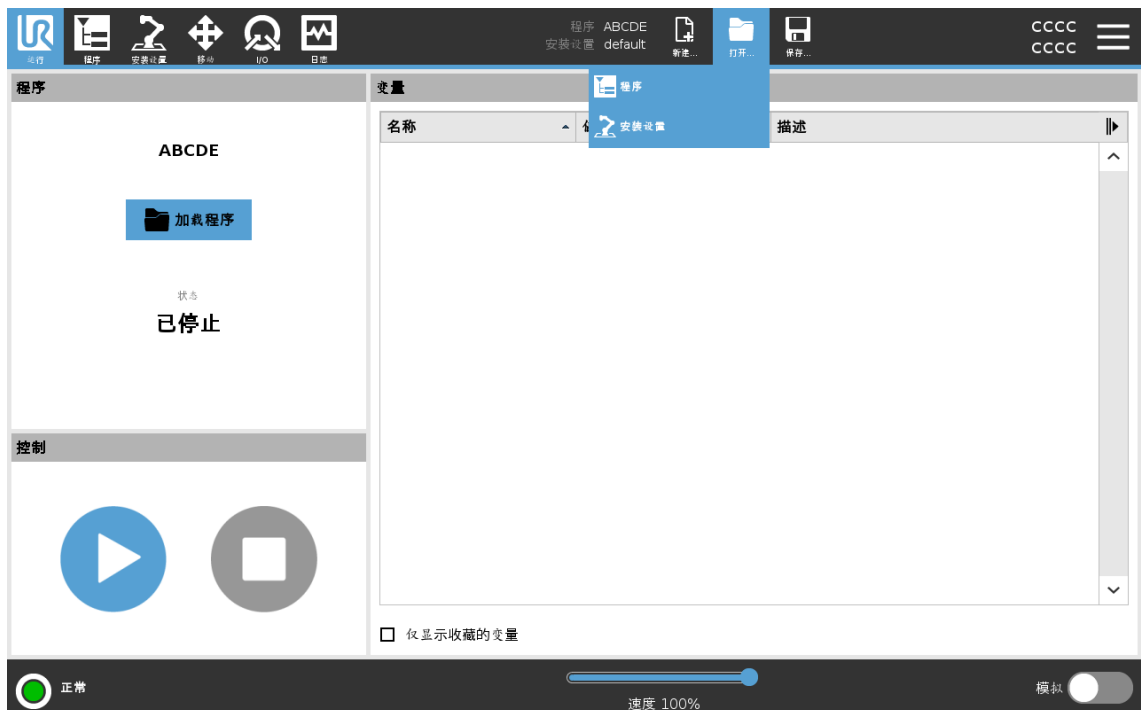 UR
运行
程序
安装设置
移动
I/O
日志
程序 ABCDE
安装设置 default
新建...
打开...
保存...
CCCC
CCCC
程序
安装设置
程序
ABCDE
加载程序
状态
已停止
控制
变量
名称
描述
仅显示收藏的变量
正常
速度 100%
模拟